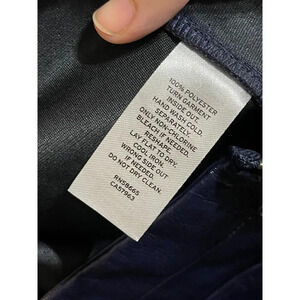 100% POLYESTER
TURN GARMENT
INSIDE OUT.
HAND WASH COLD.
SEPARATELY.
ONLY NON-CHLORINE
BLEACH IF NEEDED.
RESHAPE.
LAY FLAT TO DRY.
COOL IRON.
WRONG SIDE OUT
IF NEEDED.
DO NOT DRY CLEAN.
RN58665
CA57963